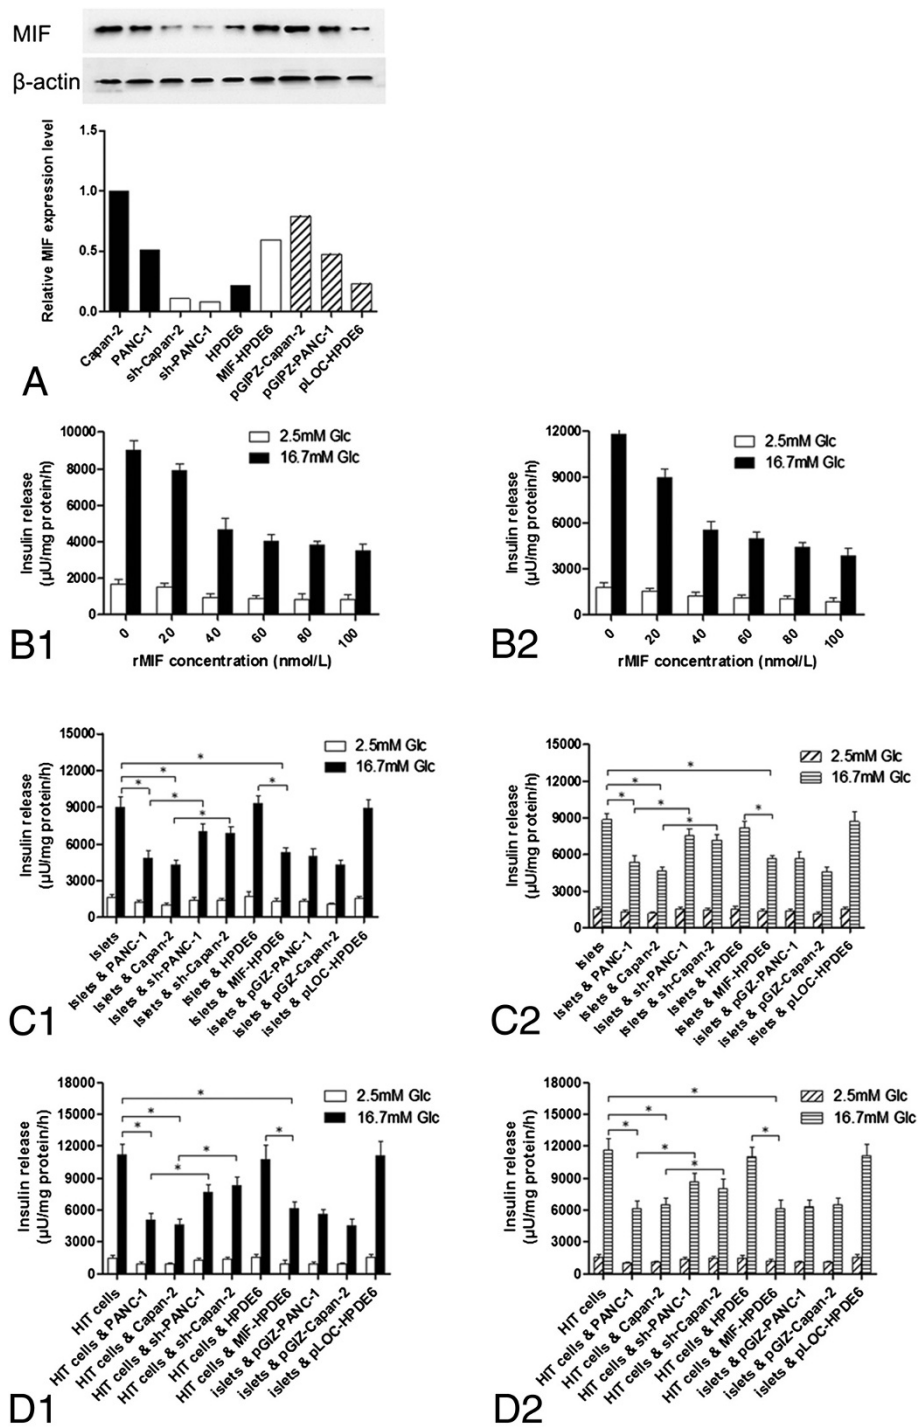 MIF
β-actin
Relative MIF expression level
1.5
1.0
0.5
0.0
Capan-2
PANC-1
sh-Capan-2
sh-PANC-1
HPDE6
MIF-HPDE6
pGIPZ-Capan-2
pGIPZ-PANC-1
pLOC-HPDE6
A
Insulin release
(µU/mg protein/h)
10000
8000
6000
4000
2000
0
2.5mM Glc
16.7mM Glc
0
20
40
60
80
100
rMIF concentration (nmol/L)
B1
Insulin release
(µU/mg protein/h)
12000
9000
6000
3000
0
2.5mM Glc
16.7mM Glc
0
20
40
60
80
100
rMIF concentration (nmol/L)
B2
Insulin release
(µU/mg protein/h)
15000
12000
9000
6000
3000
0
2.5mM Glc
16.7mM Glc
* * * * * *
Islets
Islets & PANC-1
Islets & Capan-2
Islets & sh-PANC-1
Islets & sh-Capan-2
Islets & HPDE6
Islets & MIF-HPDE6
islets & pGIZ-PANC-1
islets & pGIZ-Capan-2
islets & pLOC-HPDE6
C1
Insulin release
(µU/mg protein/h)
15000
12000
9000
6000
3000
0
2.5mM Glc
16.7mM Glc
* * * * * *
Islets
Islets & PANC-1
Islets & Capan-2
Islets & sh-PANC-1
Islets & sh-Capan-2
Islets & HPDE6
Islets & MIF-HPDE6
islets & pGIZ-PANC-1
islets & pGIZ-Capan-2
islets & pLOC-HPDE6
C2
Insulin release
(µU/mg protein/h)
18000
15000
12000
9000
6000
3000
0
2.5mM Glc
16.7mM Glc
* * * * * *
HIT cells
HIT cells & PANC-1
HIT cells & Capan-2
HIT cells & sh-PANC-1
HIT cells & sh-Capan-2
HIT cells & HPDE6
HIT cells & MIF-HPDE6
islets & pGIZ-PANC-1
islets & pGIZ-Capan-2
islets & pLOC-HPDE6
D1
Insulin release
(µU/mg protein/h)
18000
15000
12000
9000
6000
3000
0
2.5mM Glc
16.7mM Glc
* * * * * *
HIT cells
HIT cells & PANC-1
HIT cells & Capan-2
HIT cells & sh-PANC-1
HIT cells & sh-Capan-2
HIT cells & HPDE6
HIT cells & MIF-HPDE6
islets & pGIZ-PANC-1
islets & pGIZ-Capan-2
islets & pLOC-HPDE6
D2